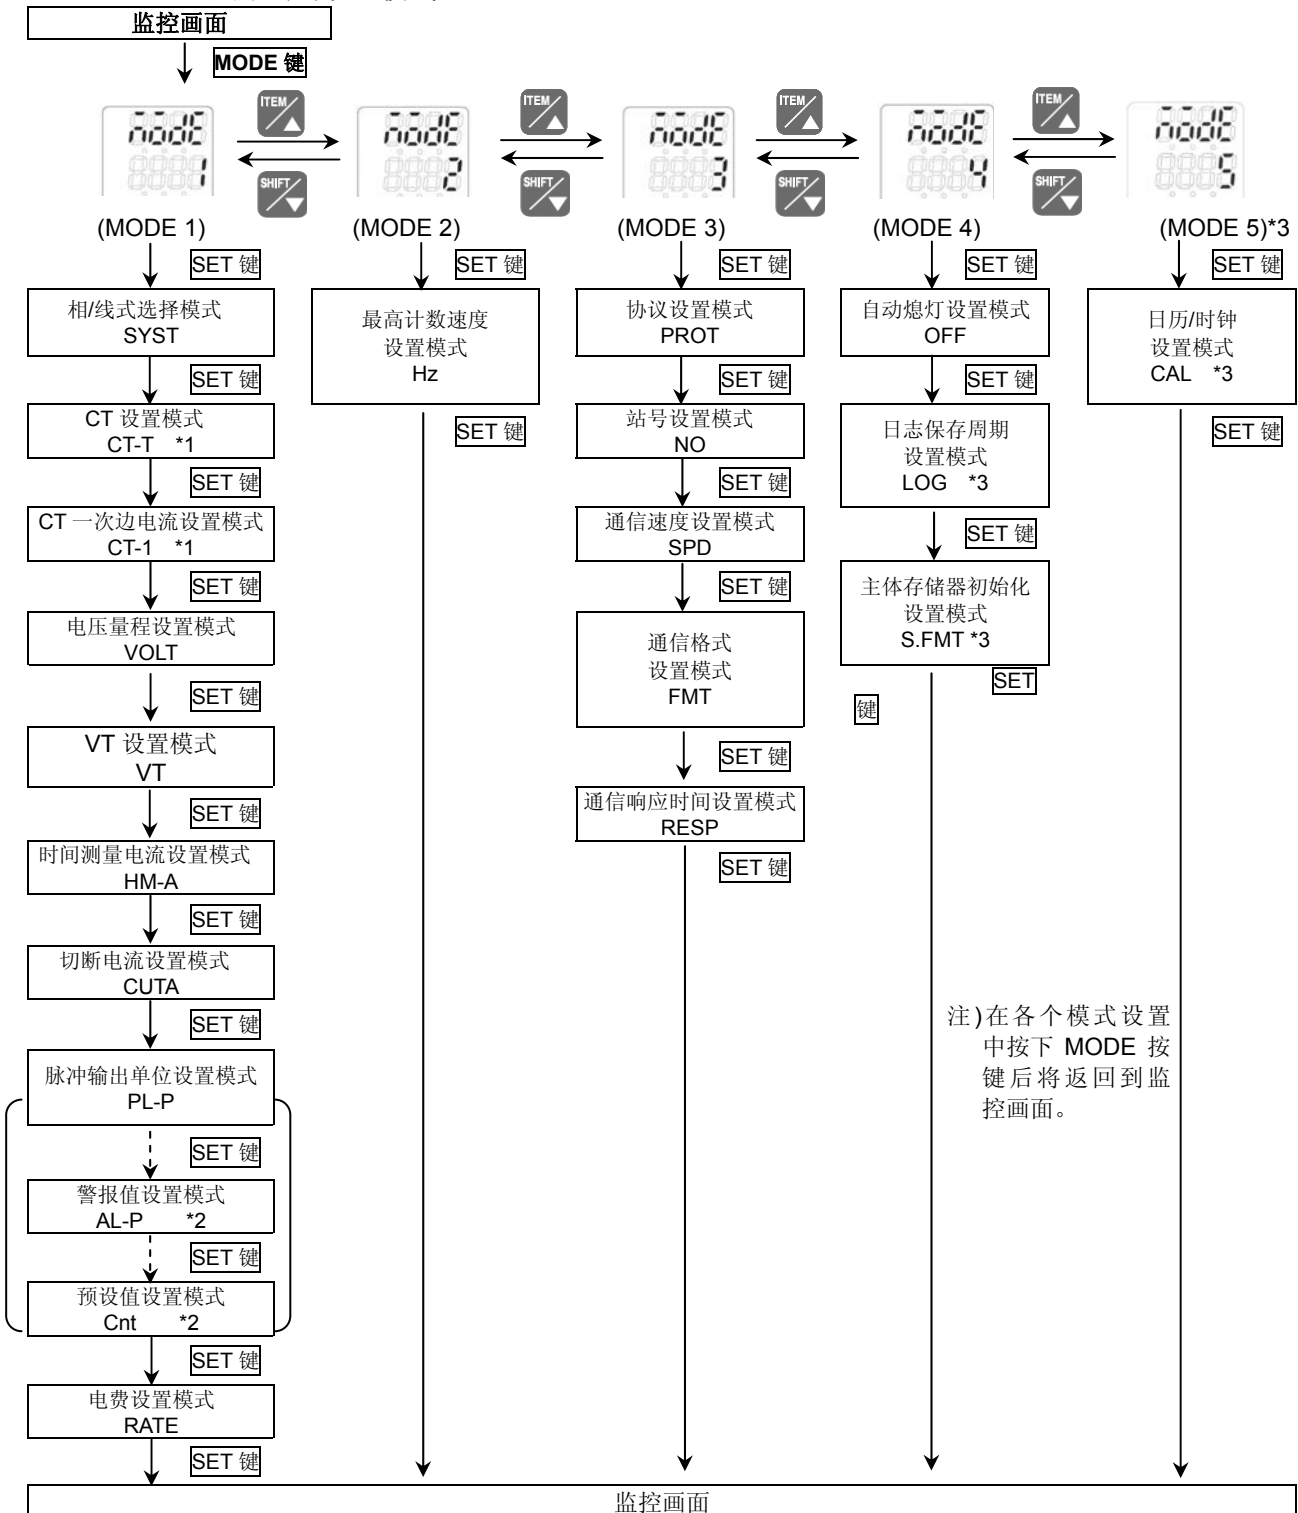 监控画面
MODE 键
ITEM
ITEM
ITEM
ITEM
modE
modE
modE
modE
modE
1
2
3
4
5
SHIFT
SHIFT
SHIFT
SHIFT
(MODE 1)
(MODE 2)
(MODE 3)
(MODE 4)
(MODE 5)*3
SET 键
SET 键
SET 键
SET 键
SET 键
相/线式选择模式
SYST
SET 键
CT 设置模式
CT-T *1
SET 键
CT 一次边电流设置模式
CT-1 *1
SET 键
电压量程设置模式
VOLT
SET 键
VT 设置模式
VT
SET 键
时间测量电流设置模式
HM-A
SET 键
切断电流设置模式
CUTA
SET 键
脉冲输出单位设置模式
PL-P
SET 键
警报值设置模式
AL-P *2
SET 键
预设值设置模式
Cnt *2
SET 键
电费设置模式
RATE
SET 键
最高计数速度
设置模式
Hz
SET 键
协议设置模式
PROT
SET 键
站号设置模式
NO
SET 键
通信速度设置模式
SPD
SET 键
通信格式
设置模式
FMT
SET 键
通信响应时间设置模式
RESP
SET 键
自动熄灯设置模式
OFF
SET 键
日志保存周期
设置模式
LOG *3
SET 键
主体存储器初始化
设置模式
S.FMT *3
SET
键
日历/时钟
设置模式
CAL *3
SET 键
注)在各个模式设置
中按下 MODE 按
键后将返回到监
控画面。
监控画面